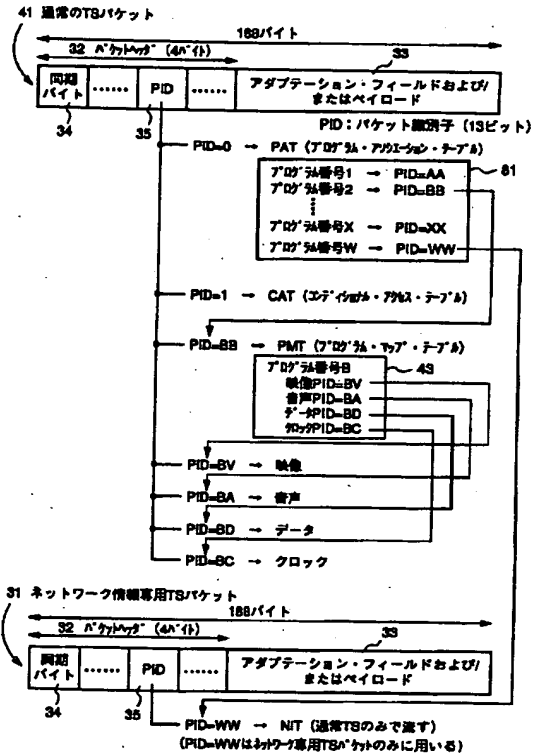 41 通常のTSパケット
188バイト
32 パケットヘッダ (4バイト)
33
同期バイト
……
PID
……
アダプテーション・フィールドおよび/またはペイロード
34
35
PID：パケット識別子 (13ビット)
PID=0 → PAT (プログラム・アソシエーション・テーブル)
プログラム番号1 → PID=AA
81
プログラム番号2 → PID=BB
プログラム番号X → PID=XX
プログラム番号W → PID=WW
PID=1 → CAT (コンディショナル・アクセス・テーブル)
PID=BB → PMT (プログラム・マップ・テーブル)
プログラム番号B
43
映像PID=BV
音声PID=BA
データPID=BD
クロックPID=BC
PID=BV → 映像
PID=BA → 音声
PID=BD → データ
PID=BC → クロック
31 ネットワーク情報専用TSパケット
188バイト
32 パケットヘッダ (4バイト)
33
同期バイト
……
PID
……
アダプテーション・フィールドおよび/またはペイロード
34
35
PID=WW → NIT (通常TSのみで流す)
(PID=WWはネットワーク専用TSパケットのみに用いる)